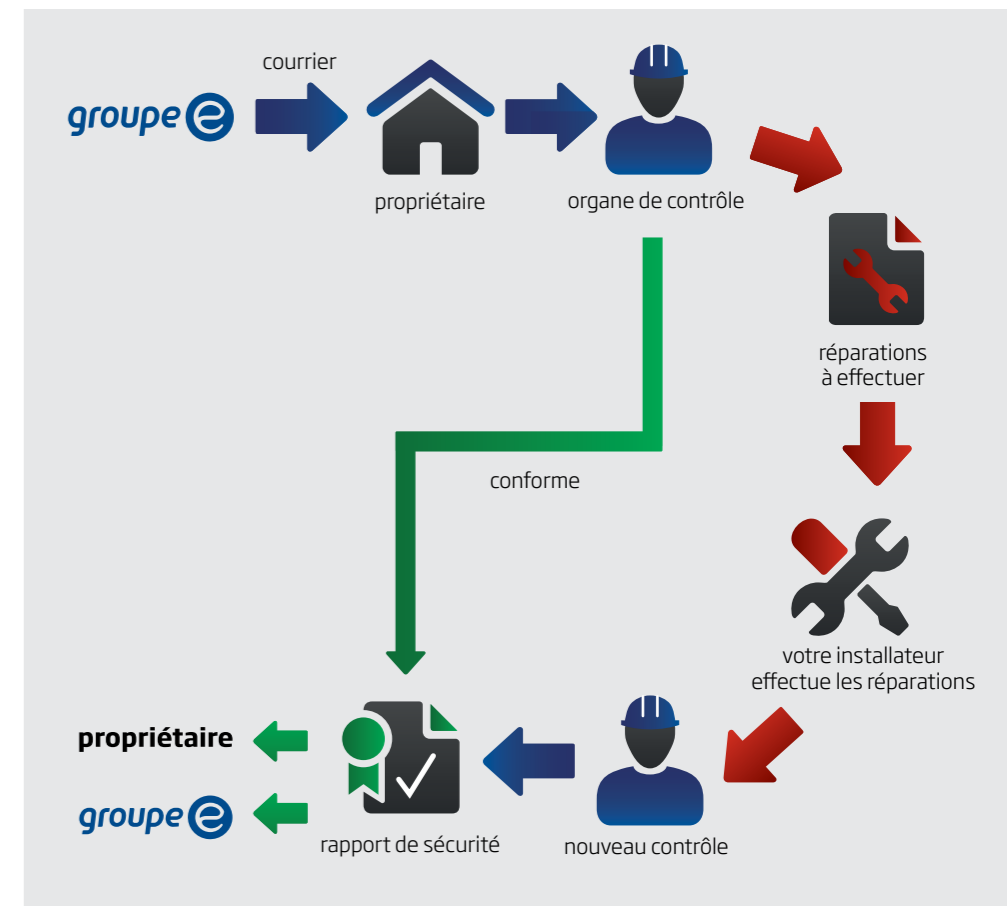 courrier
groupe e
propriétaire
organe de contrôle
réparations
à effectuer
conforme
votre installateur
effectue les réparations
propriétaire
groupe e
rapport de sécurité
nouveau contrôle